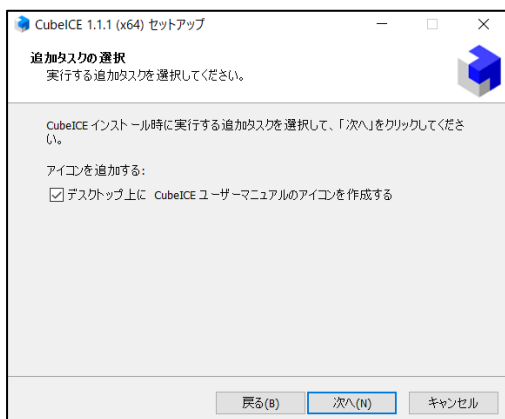 CubeICE 1.1.1 (x64) セットアップ
追加タスクの選択
実行する追加タスクを選択してください。
CubeICE インストール時に実行する追加タスクを選択して、「次へ」をクリックしてくださ
い。
アイコンを追加する:
デスクトップ上に CubeICE ユーザーマニュアルのアイコンを作成する
戻る(B) 次へ(N) キャンセル